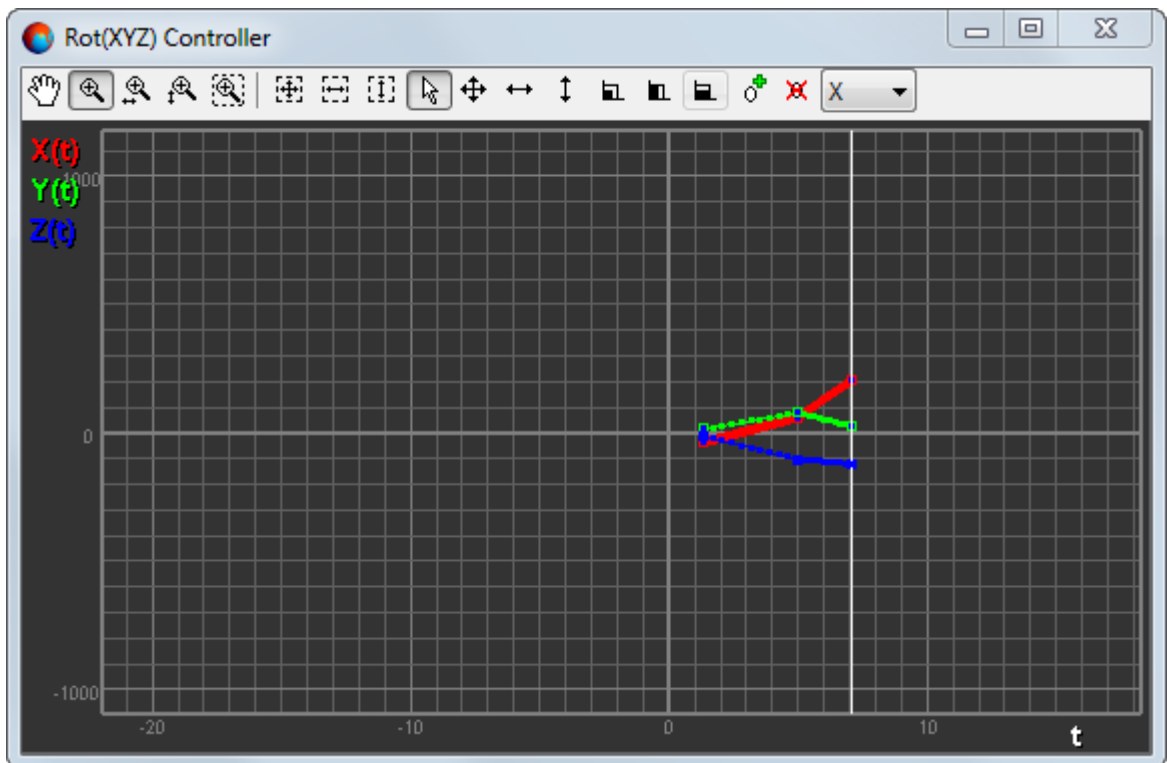 Rot(XYZ) Controller
X
X(t)
1000
Y(t)
Z(t)
0
-1000
-20 -10 0 10
t